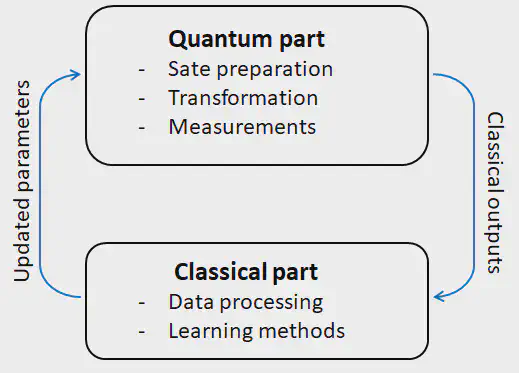 Quantum part
- Sate preparation
- Transformation
- Measurements
Updated parameters
Classical outputs
Classical part
- Data processing
- Learning methods